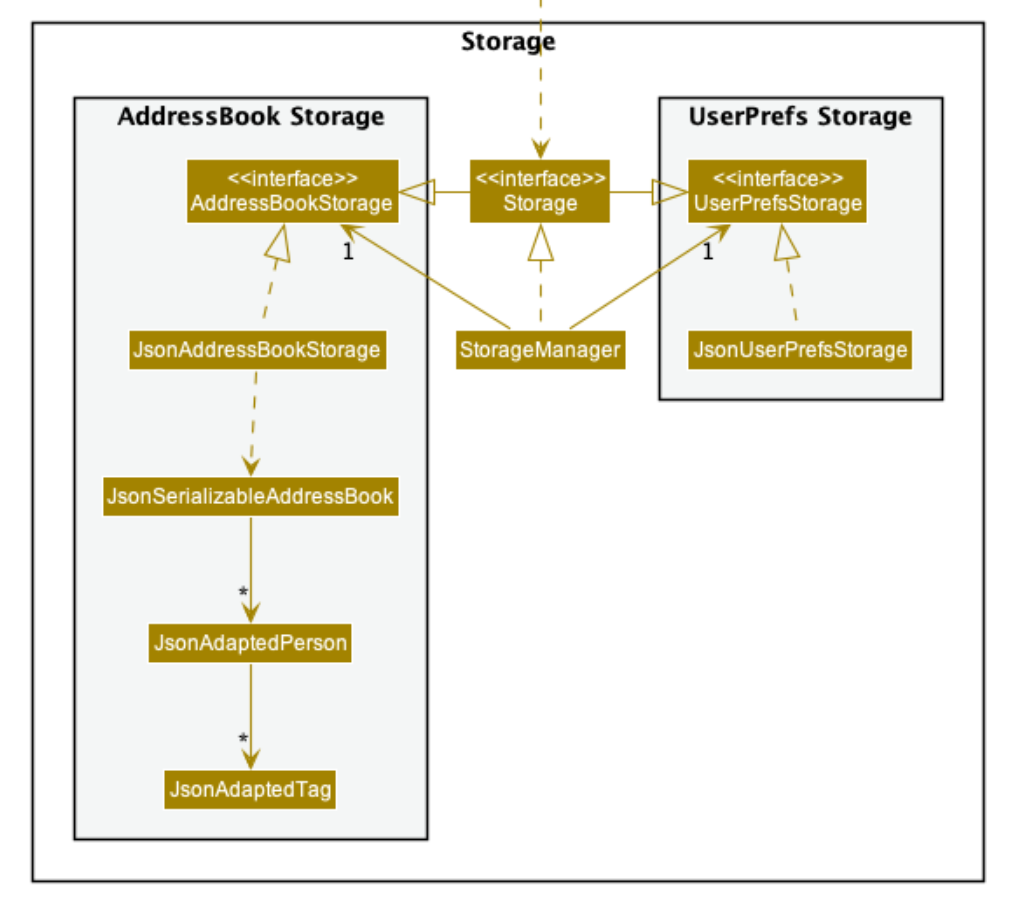 Storage
AddressBook Storage
UserPrefs Storage
<<interface>>
AddressBookStorage
<<interface>>
Storage
<<interface>>
UserPrefsStorage
1
1
JsonAddressBookStorage
StorageManager
JsonUserPrefsStorage
JsonSerializableAddressBook
*
JsonAdaptedPerson
*
JsonAdaptedTag